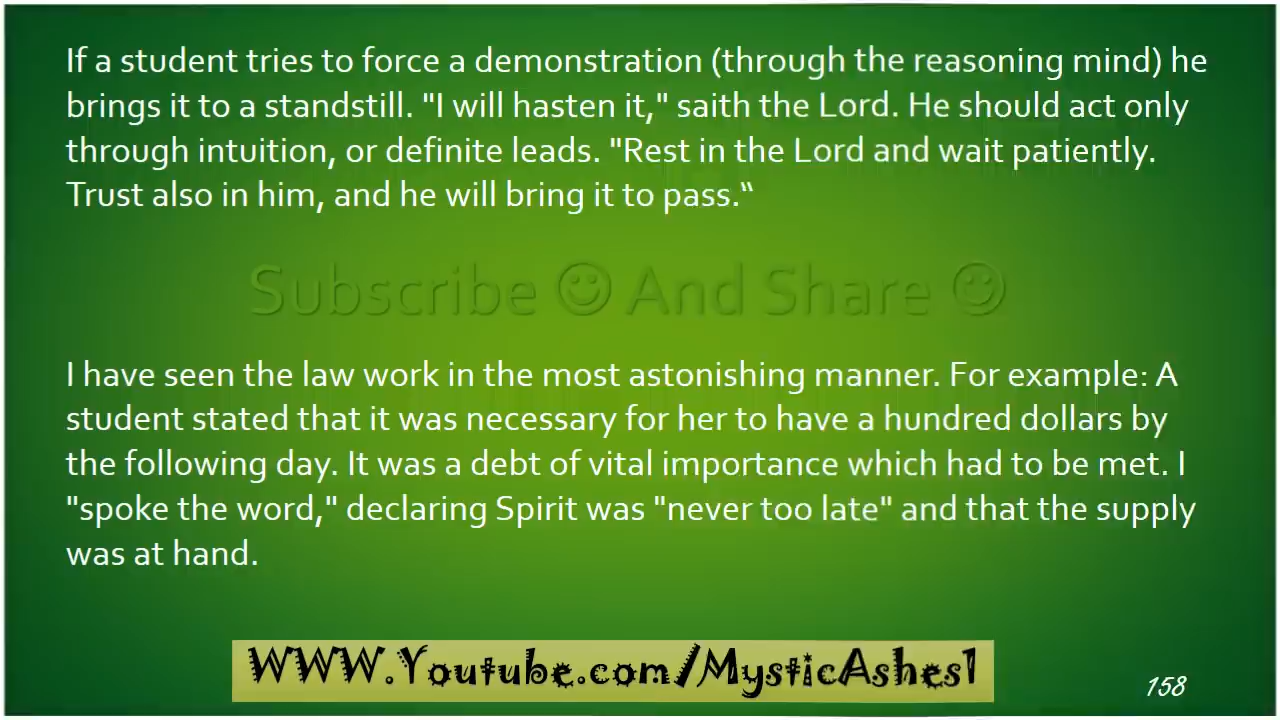 If a student tries to force a demonstration (through the reasoning mind) he
brings it to a standstill. "I will hasten it," saith the Lord. He should act only
through intuition, or definite leads. "Rest in the Lord and wait patiently.
Trust also in him, and he will bring it to pass.“
Subscribe ☺ And Share ☺
I have seen the law work in the most astonishing manner. For example: A
student stated that it was necessary for her to have a hundred dollars by
the following day. It was a debt of vital importance which had to be met. I
"spoke the word," declaring Spirit was "never too late" and that the supply
was at hand.
WWW.Youtube.com/MysticAshes1
158